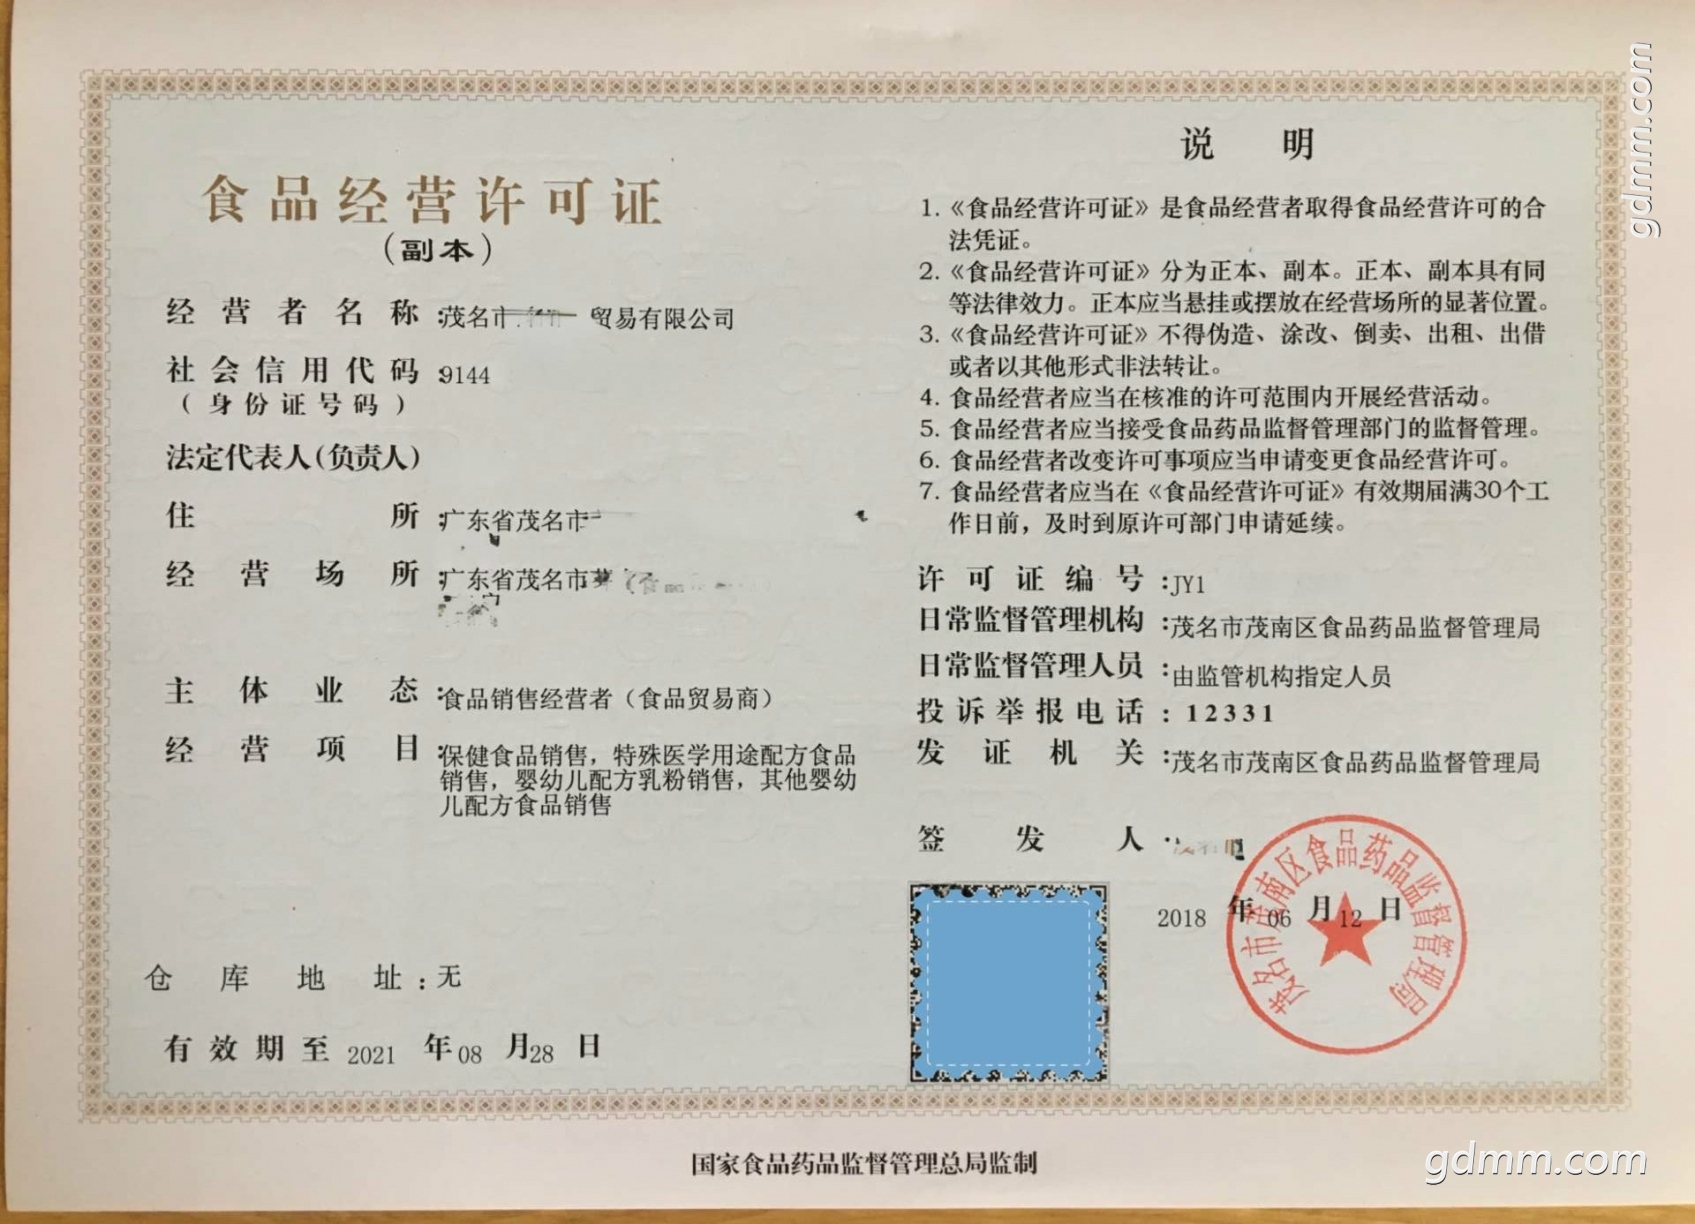 食品经营许可证
（副本）
经营者名称：茂名市 贸易有限公司
社会信用代码：9144
（身份证号码）
法定代表人（负责人）
住所：广东省茂名市
经营场所：广东省茂名市
主体业态：食品销售经营者（食品贸易商）
经营项目：保健食品销售，特殊医学用途配方食品
销售，婴幼儿配方乳粉销售，其他婴幼
儿配方食品销售
仓库地址：无
有效期至 2021 年 08 月 28 日
说明
1.《食品经营许可证》是食品经营者取得食品经营许可的合
法凭证。
2.《食品经营许可证》分为正本、副本。正本、副本具有同
等法律效力。正本应当悬挂或摆放在经营场所的显著位置。
3.《食品经营许可证》不得伪造、涂改、倒卖、出租、出借
或者以其他形式非法转让。
4. 食品经营者应当在核准的许可范围内开展经营活动。
5. 食品经营者应当接受食品药品监督管理部门的监督管理。
6. 食品经营者改变许可事项应当申请变更食品经营许可。
7. 食品经营者应当在《食品经营许可证》有效期届满30个工
作日前，及时到原许可部门申请延续。
许可证编号：JY1
日常监督管理机构：茂名市茂南区食品药品监督管理局
日常监督管理人员：由监管机构指定人员
投诉举报电话：12331
发证机关：茂名市茂南区食品药品监督管理局
签发人
2018 年 06 月 12 日
茂名市茂南区食品药品监督管理局
国家食品药品监督管理总局监制
gdmm.com
gdmm.com